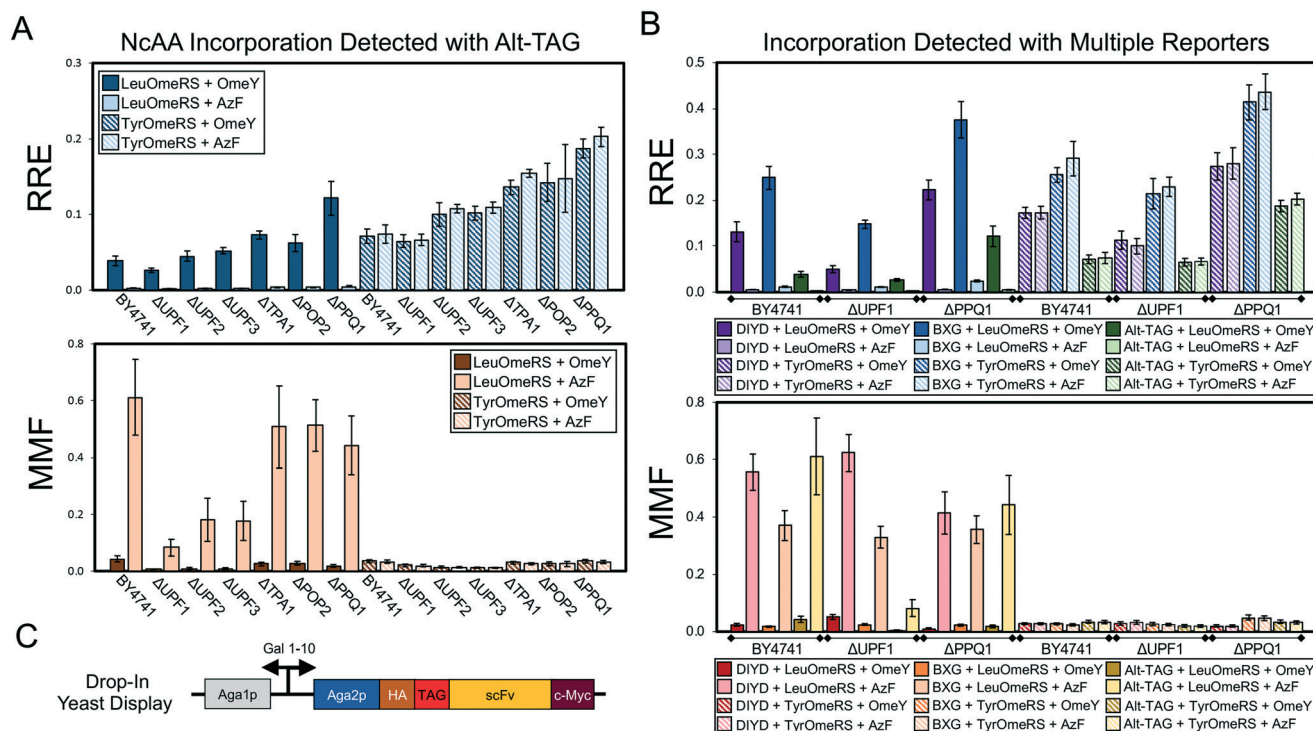 A
NcAA Incorporation Detected with Alt-TAG
RRE
0.3
0.2
0.1
0.0
LeuOmeRS + OmeY
LeuOmeRS + AzF
TyrOmeRS + OmeY
TyrOmeRS + AzF
BY4741
ΔUPF1
ΔUPF2
ΔUPF3
ΔTPA1
ΔPOP2
ΔPPQ1
BY4741
ΔUPF1
ΔUPF2
ΔUPF3
ΔTPA1
ΔPOP2
ΔPPQ1
MMF
0.8
0.6
0.4
0.2
0.0
LeuOmeRS + OmeY
LeuOmeRS + AzF
TyrOmeRS + OmeY
TyrOmeRS + AzF
BY4741
ΔUPF1
ΔUPF2
ΔUPF3
ΔTPA1
ΔPOP2
ΔPPQ1
BY4741
ΔUPF1
ΔUPF2
ΔUPF3
ΔTPA1
ΔPOP2
ΔPPQ1
C
Drop-In
Yeast Display
Gal 1-10
Aga1p
Aga2p
HA
TAG
scFv
c-Myc
B
Incorporation Detected with Multiple Reporters
RRE
0.5
0.4
0.3
0.2
0.1
0.0
BY4741
ΔUPF1
ΔPPQ1
BY4741
ΔUPF1
ΔPPQ1
DIYD + LeuOmeRS + OmeY
DIYD + LeuOmeRS + AzF
DIYD + TyrOmeRS + OmeY
DIYD + TyrOmeRS + AzF
BXG + LeuOmeRS + OmeY
BXG + LeuOmeRS + AzF
BXG + TyrOmeRS + OmeY
BXG + TyrOmeRS + AzF
Alt-TAG + LeuOmeRS + OmeY
Alt-TAG + LeuOmeRS + AzF
Alt-TAG + TyrOmeRS + OmeY
Alt-TAG + TyrOmeRS + AzF
MMF
0.8
0.6
0.4
0.2
0.0
BY4741
ΔUPF1
ΔPPQ1
BY4741
ΔUPF1
ΔPPQ1
DIYD + LeuOmeRS + OmeY
DIYD + LeuOmeRS + AzF
DIYD + TyrOmeRS + OmeY
DIYD + TyrOmeRS + AzF
BXG + LeuOmeRS + OmeY
BXG + LeuOmeRS + AzF
BXG + TyrOmeRS + OmeY
BXG + TyrOmeRS + AzF
Alt-TAG + LeuOmeRS + OmeY
Alt-TAG + LeuOmeRS + AzF
Alt-TAG + TyrOmeRS + OmeY
Alt-TAG + TyrOmeRS + AzF